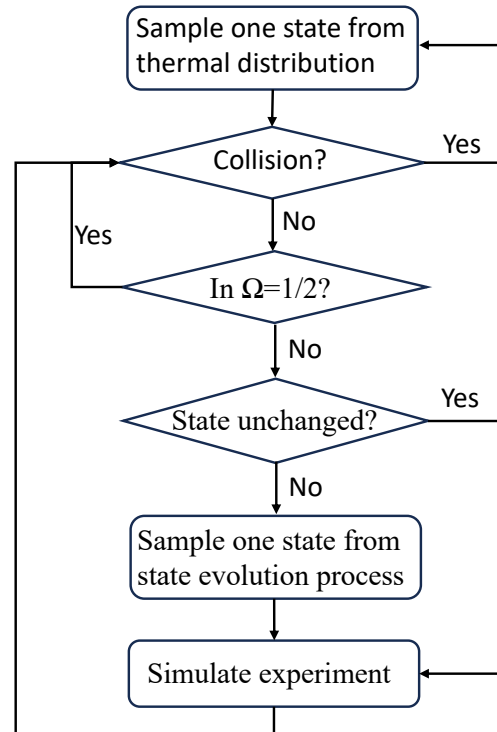 Sample one state from
thermal distribution
Collision?
Yes
No
Yes
In Ω=1/2?
No
State unchanged?
Yes
No
Sample one state from
state evolution process
Simulate experiment